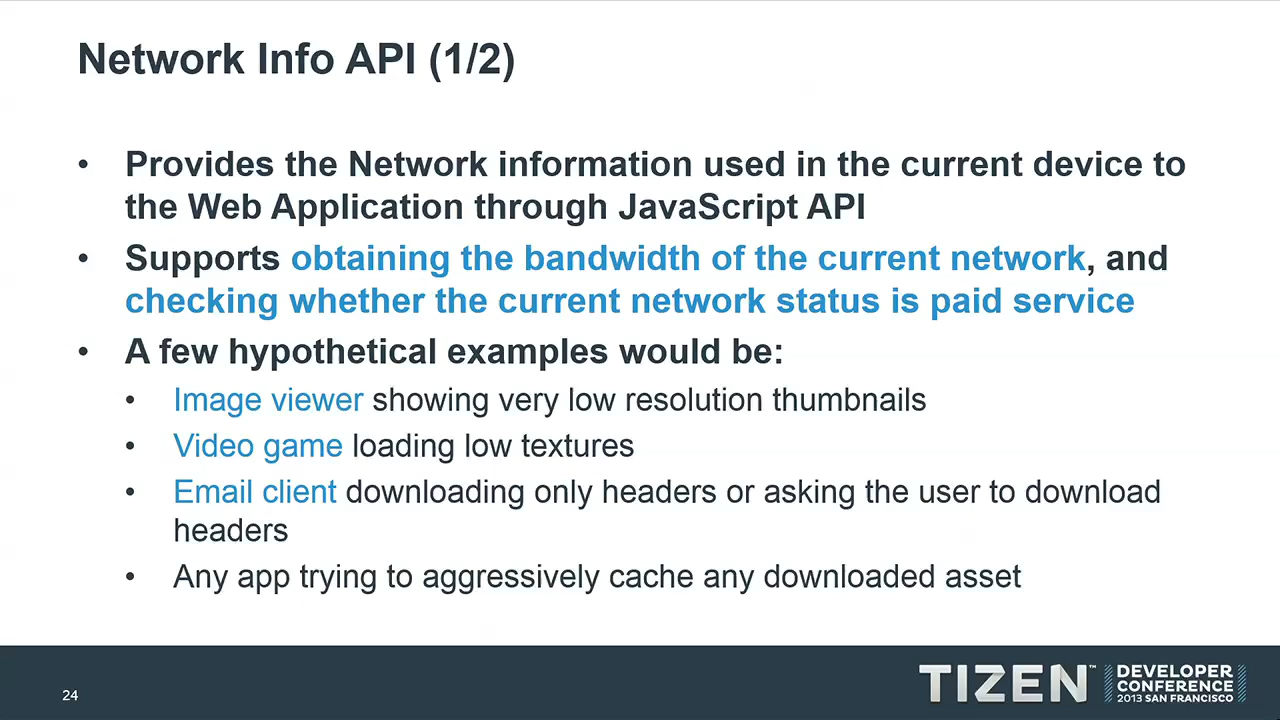 Network Info API (1/2)
• Provides the Network information used in the current device to
the Web Application through JavaScript API
• Supports obtaining the bandwidth of the current network, and
checking whether the current network status is paid service
• A few hypothetical examples would be:
• Image viewer showing very low resolution thumbnails
• Video game loading low textures
• Email client downloading only headers or asking the user to download
headers
• Any app trying to aggressively cache any downloaded asset
24
TIZEN™
DEVELOPER
CONFERENCE
2013 SAN FRANCISCO